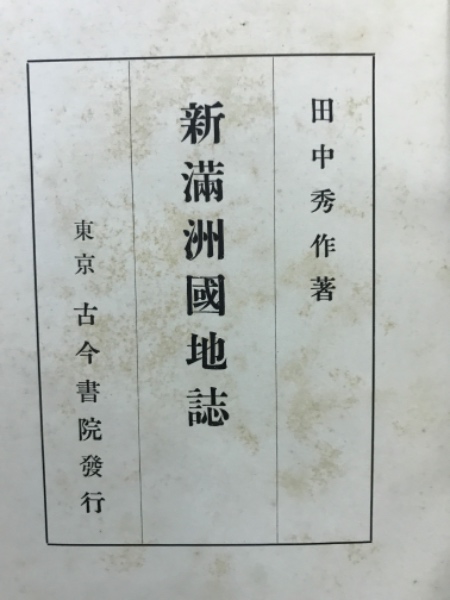 田中秀作著
新滿洲國地誌
東京 古今書院發行